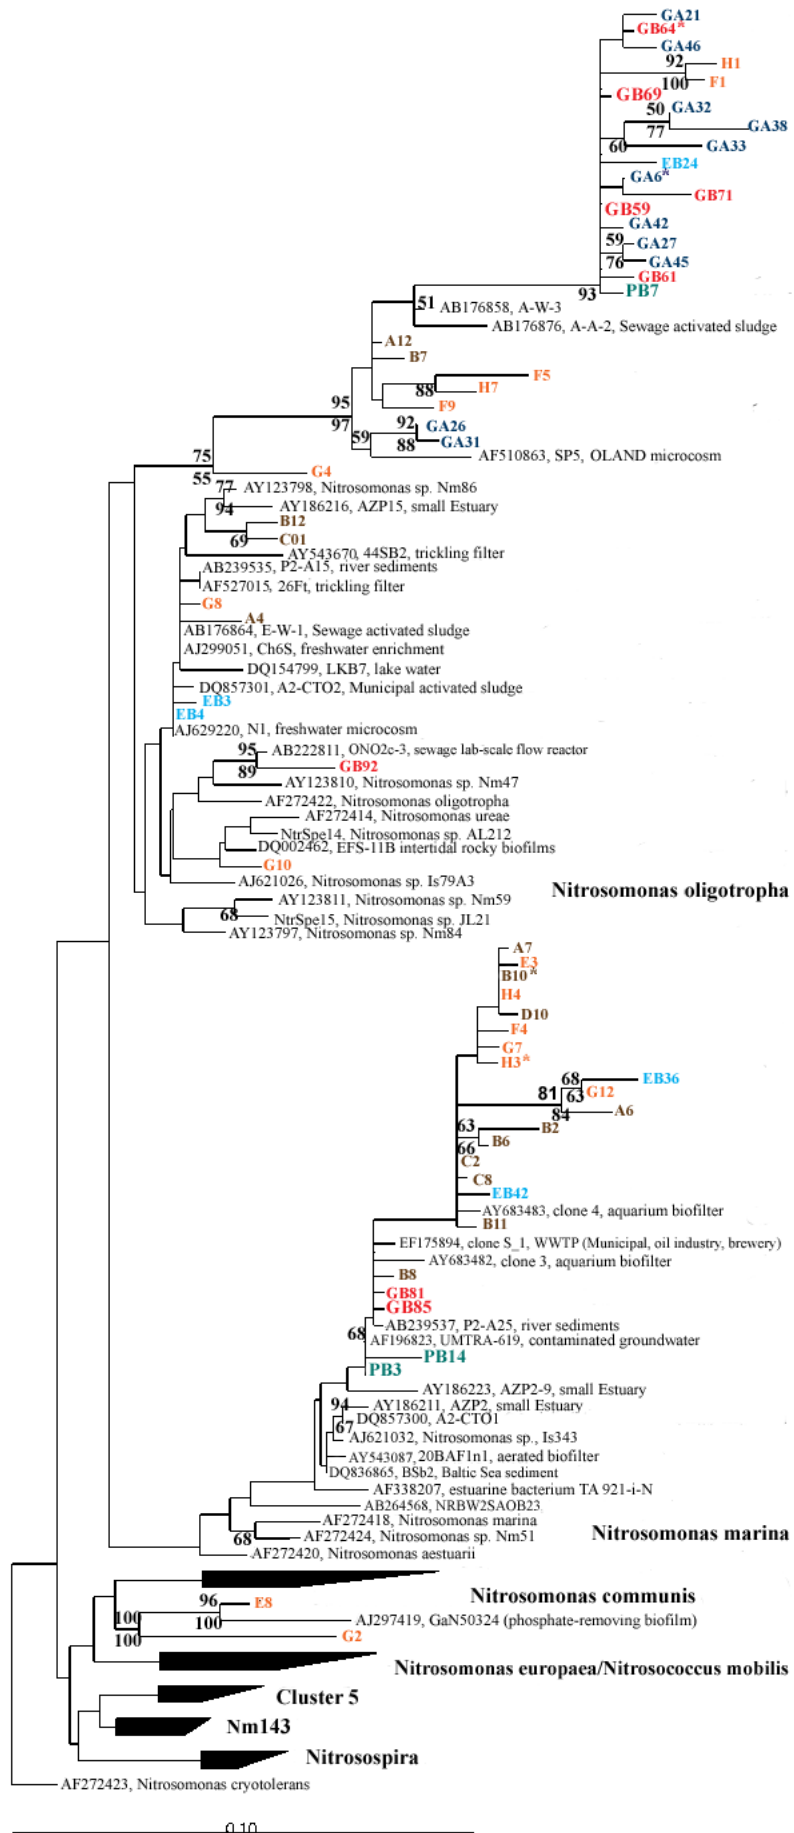 GA21
GB64*
GA46
92 H1
100 F1
GB69
50 GA32
77 GA38
60 GA33
EB24
GA6*
GB71
GB59
GA42
59 GA27
76 GA45
GB61
93 PB7
51 AB176858, A-W-3
AB176876, A-A-2, Sewage activated sludge
A12
B7
F5
88 H7
F9
95
97
92 GA26
59 88 GA31
AF510863, SP5, OLAND microcosm
75
55 G4
77 AY123798, Nitrosomonas sp. Nm86
94 AY186216, AZP15, small Estuary
B12
69 C01
AY543670, 44SB2, trickling filter
AB239535, P2-A15, river sediments
AF527015, 26Ft, trickling filter
G8
A4
AB176864, E-W-1, Sewage activated sludge
AJ299051, Ch6S, freshwater enrichment
DQ154799, LKB7, lake water
DQ857301, A2-CTO2, Municipal activated sludge
EB3
EB4
AJ629220, N1, freshwater microcosm
95 AB222811, ONO2c-3, sewage lab-scale flow reactor
89 GB92
AY123810, Nitrosomonas sp. Nm47
AF272422, Nitrosomonas oligotropha
AF272414, Nitrosomonas ureae
NtrSpe14, Nitrosomonas sp. AL212
DQ002462, EFS-11B intertidal rocky biofilms
G10
AJ621026, Nitrosomonas sp. Is79A3
Nitrosomonas oligotropha
AY123811, Nitrosomonas sp. Nm59
68 NtrSpe15, Nitrosomonas sp. JL21
AY123797, Nitrosomonas sp. Nm84
A7
E3
B10*
H4
D10
F4
G7
H3*
68 EB36
81 63 G12
84 A6
63 B2
66 B6
C2
C8
EB42
AY683483, clone 4, aquarium biofilter
B11
EF175894, clone S_1, WWTP (Municipal, oil industry, brewery)
AY683482, clone 3, aquarium biofilter
B8
GB81
GB85
AB239537, P2-A25, river sediments
68 AF196823, UMTRA-619, contaminated groundwater
PB14
PB3
AY186223, AZP2-9, small Estuary
94 AY186211, AZP2, small Estuary
67 DQ857300, A2-CTO1
AJ621032, Nitrosomonas sp., Is343
AY543087, 20BAF1n1, aerated biofilter
DQ836865, BSb2, Baltic Sea sediment
AF338207, estuarine bacterium TA 921-i-N
AB264568, NRBW2SAOB23
AF272418, Nitrosomonas marina
68 AF272424, Nitrosomonas sp. Nm51
Nitrosomonas marina
AF272420, Nitrosomonas aestuarii
Nitrosomonas communis
96 E8
100 100 AJ297419, GaN50324 (phosphate-removing biofilm)
100 G2
Nitrosomonas europaea/Nitrosococcus mobilis
Cluster 5
Nm143
Nitrosospira
AF272423, Nitrosomonas cryotolerans
0.10